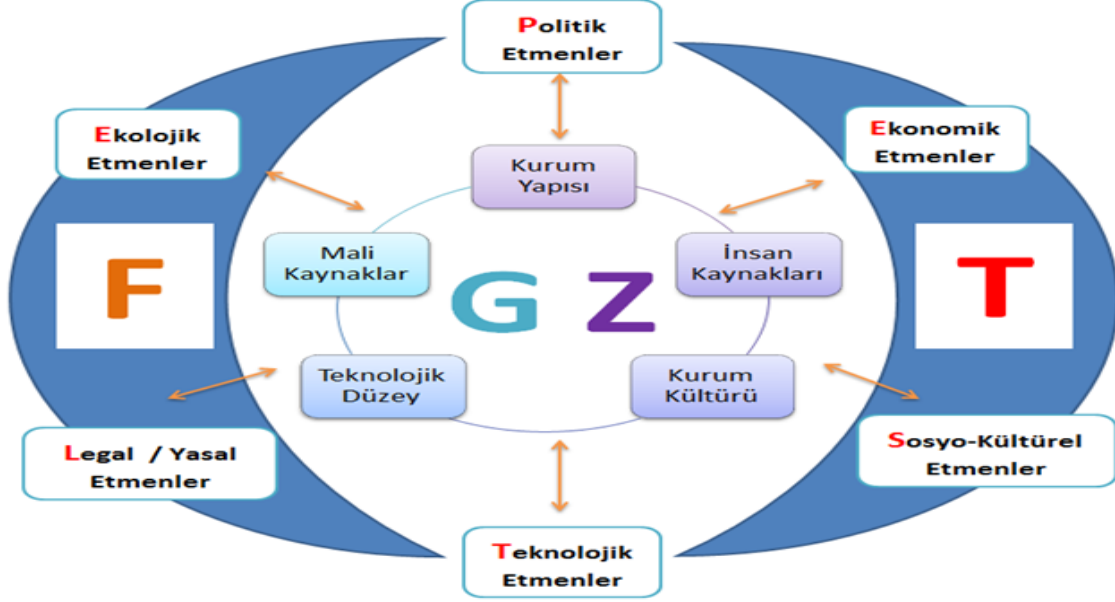 Politik
Etmenler
Ekolojik
Etmenler
Ekonomik
Etmenler
Kurum
Yapısı
Mali
Kaynaklar
İnsan
Kaynakları
F
G Z
T
Teknolojik
Düzey
Kurum
Kültürü
Legal / Yasal
Etmenler
Sosyo-Kültürel
Etmenler
Teknolojik
Etmenler